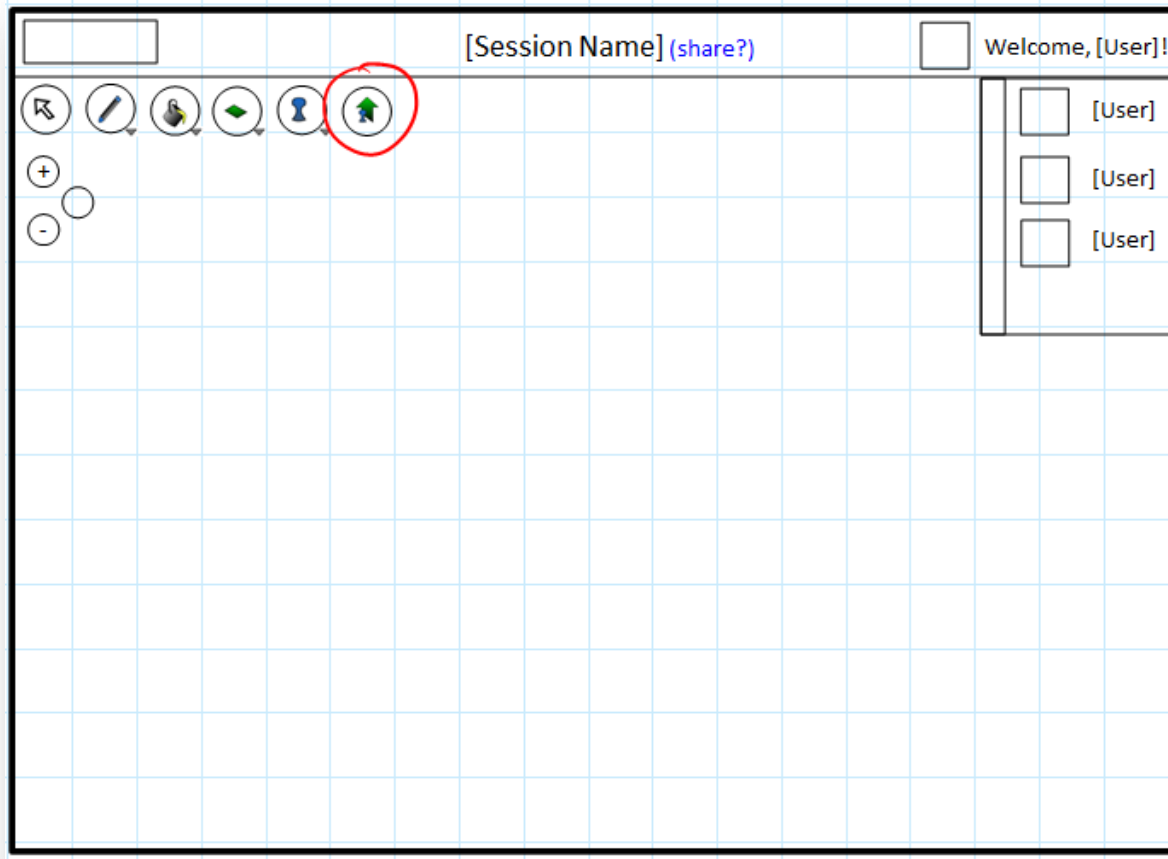 [Session Name] (share?)
Welcome, [User]!
[User]
+
[User]
-
[User]